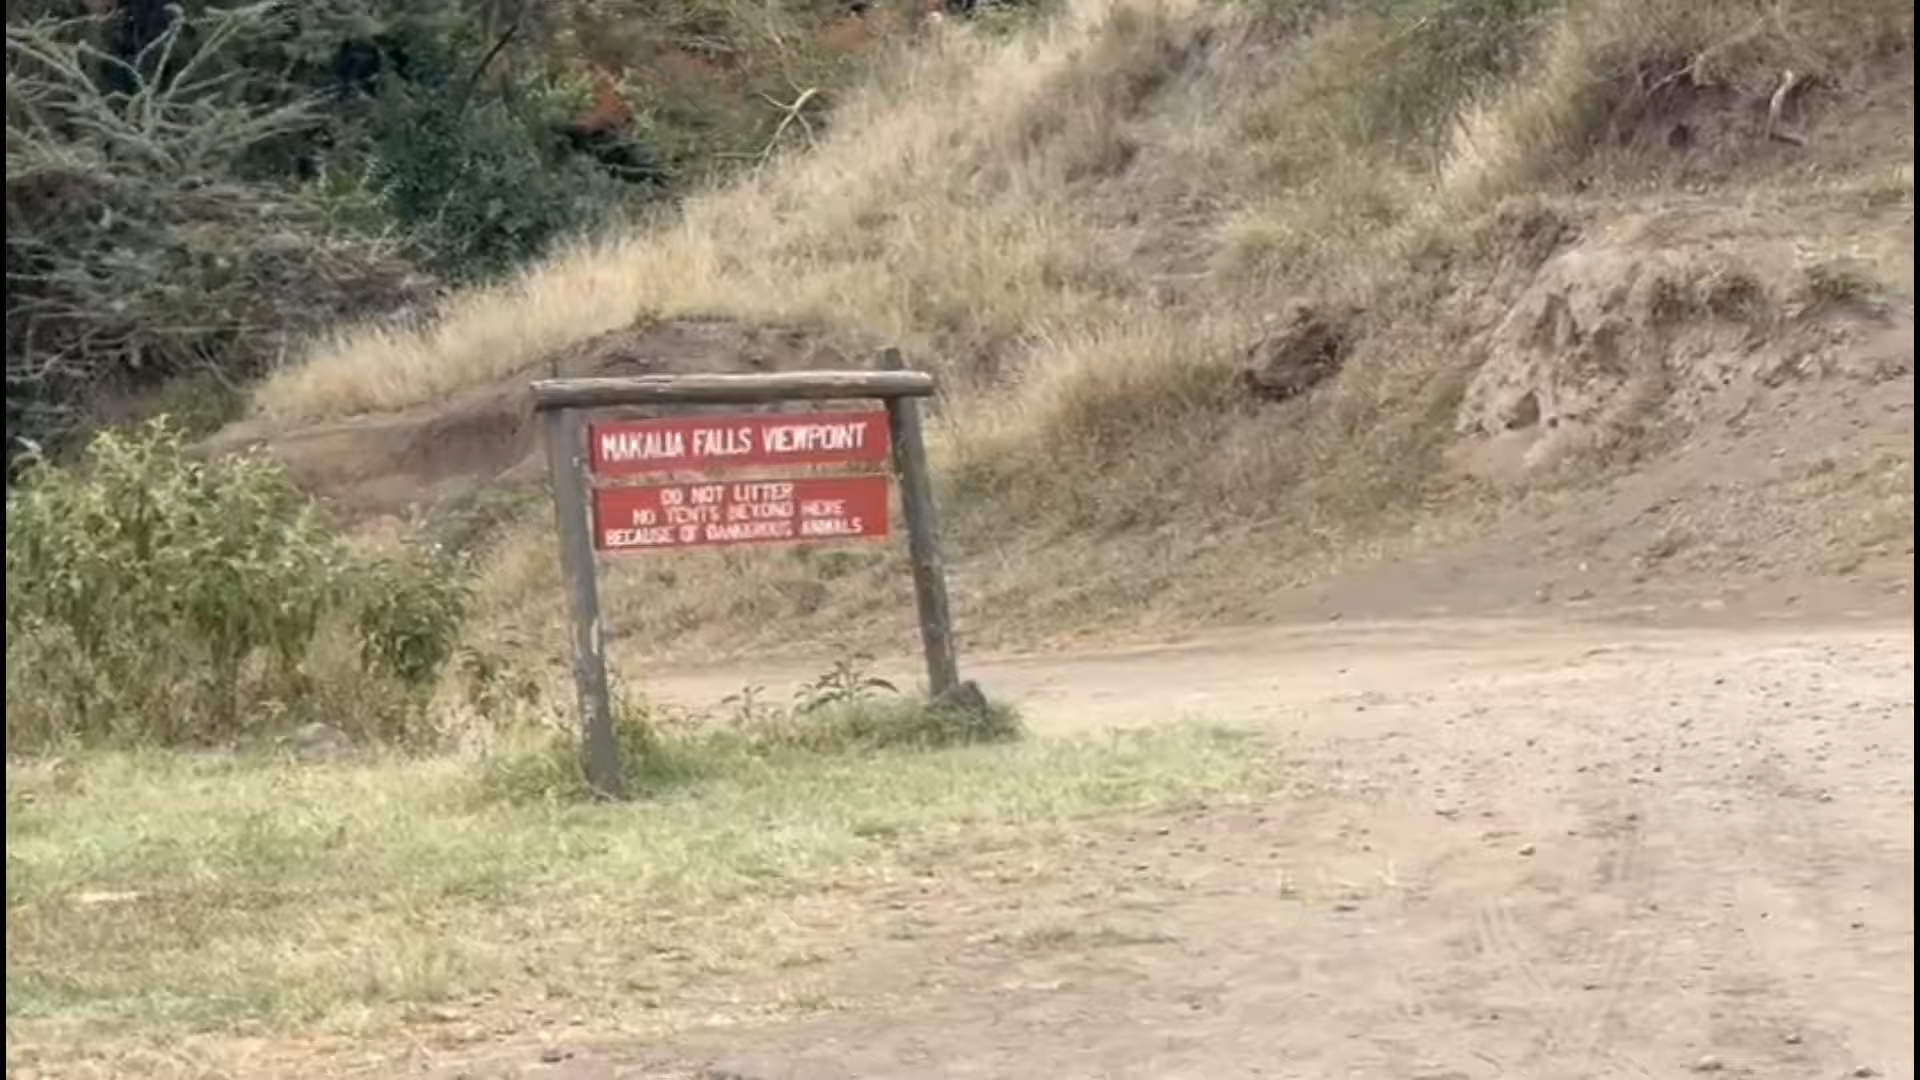 MAKALIA FALLS VIEWPOINT
DO NOT LITTER
NO TENTS BEYOND HERE
BECAUSE OF DANGEROUS ANIMALS